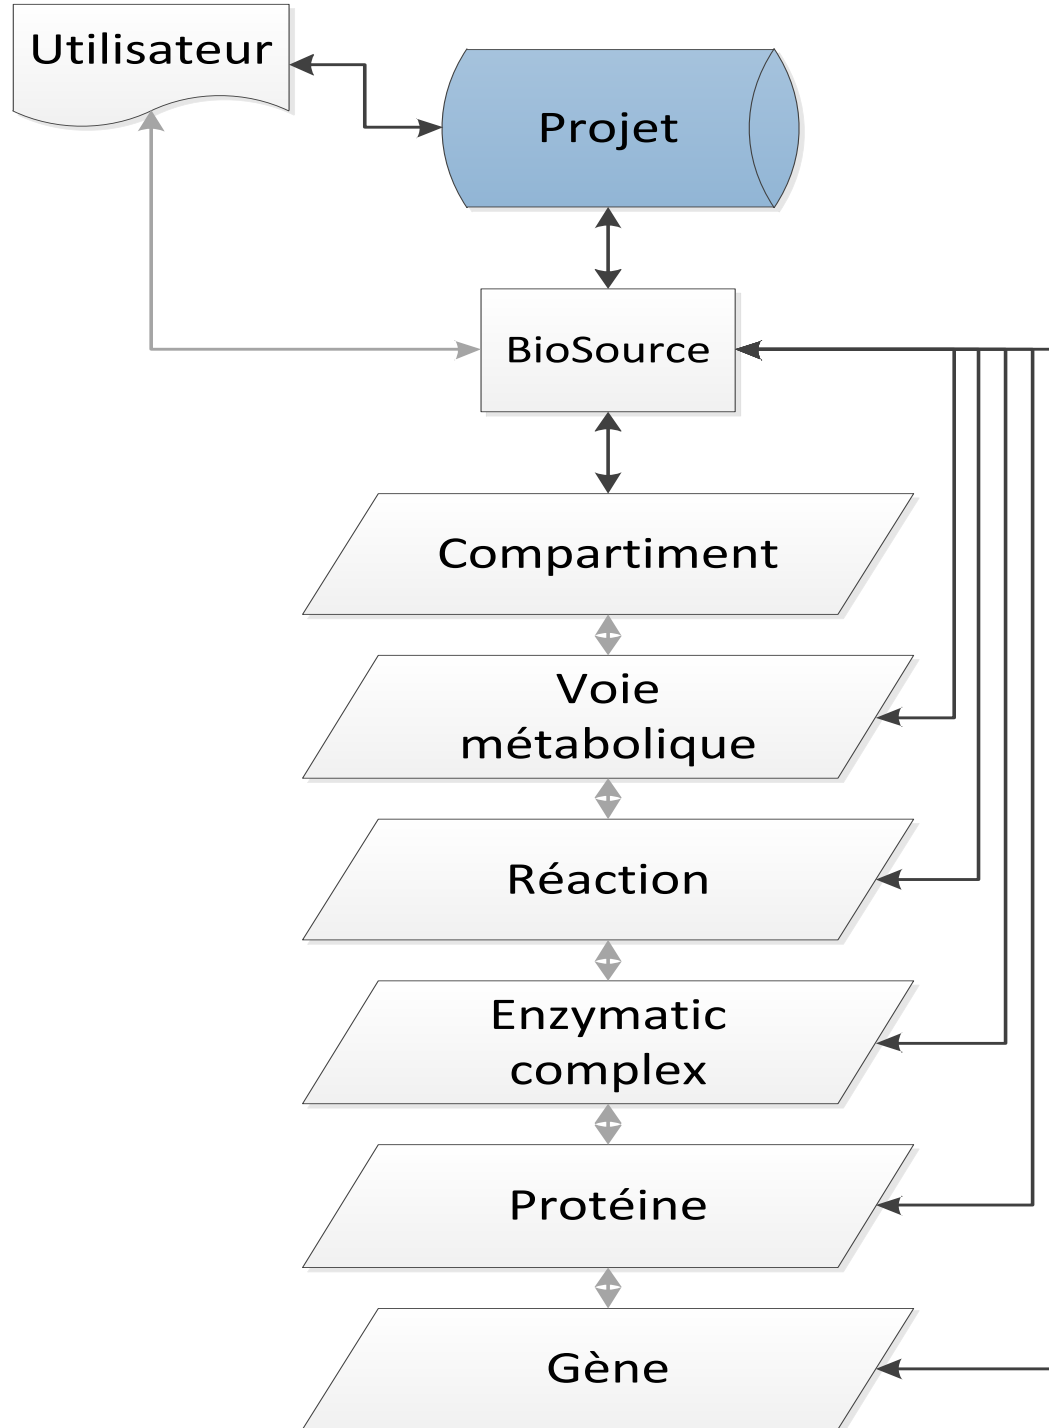 Utilisateur
Projet
BioSource
Compartiment
Voie
métabolique
Réaction
Enzymatic
complex
Protéine
Gène